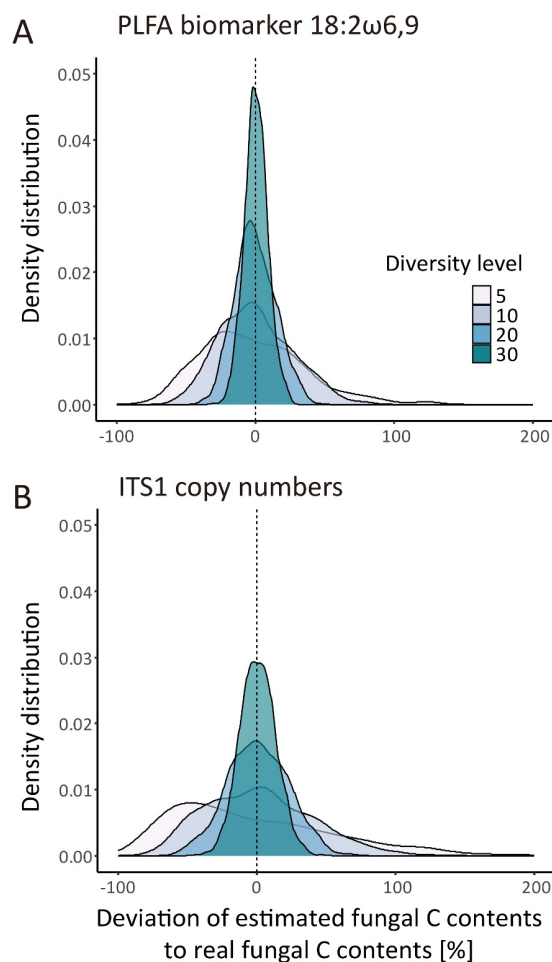 A
PLFA biomarker 18:2ω6,9
0.05
0.04
0.03
0.02
0.01
0.00
Density distribution
Diversity level
5
10
20
30
-100
0
100
200
B
ITS1 copy numbers
0.05
0.04
0.03
0.02
0.01
0.00
Density distribution
-100
0
100
200
Deviation of estimated fungal C contents
to real fungal C contents [%]